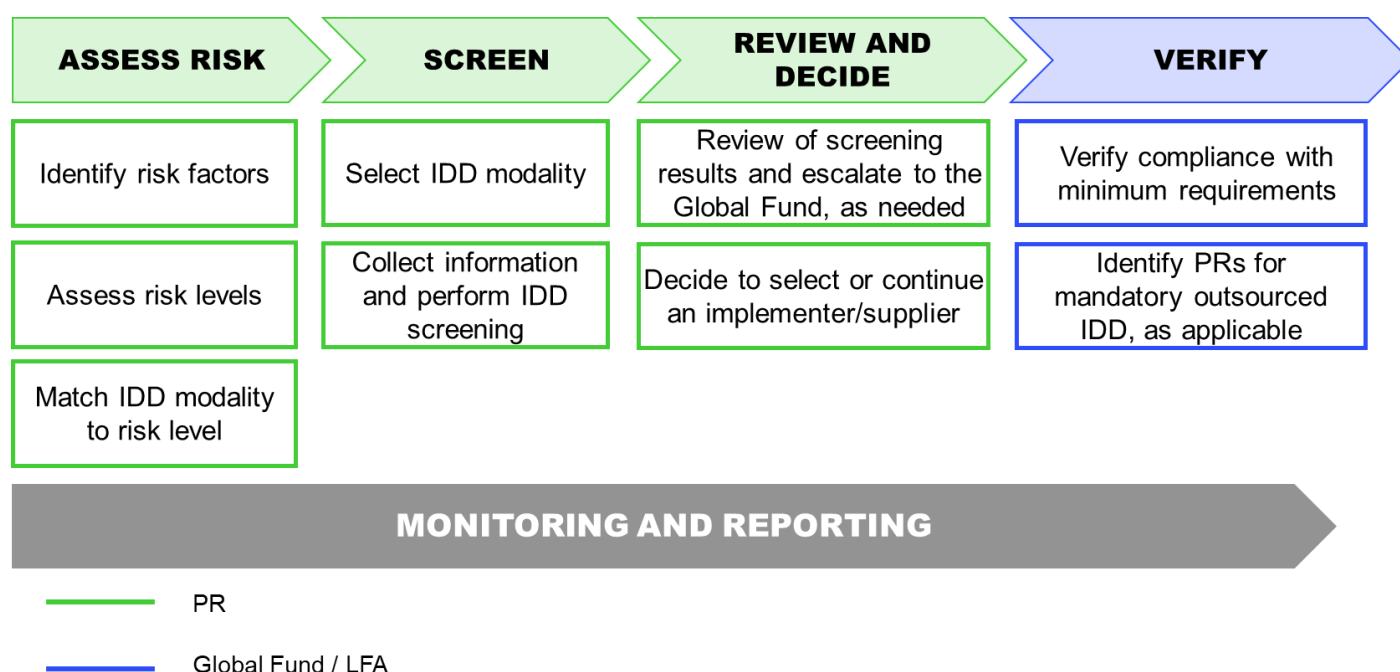 ASSESS RISK
SCREEN
REVIEW AND
DECIDE
VERIFY
Identify risk factors
Select IDD modality
Review of screening
results and escalate to the
Global Fund, as needed
Verify compliance with
minimum requirements
Assess risk levels
Collect information
and perform IDD
screening
Decide to select or continue
an implementer/supplier
Identify PRs for
mandatory outsourced
IDD, as applicable
Match IDD modality
to risk level
MONITORING AND REPORTING
PR
Global Fund / LFA